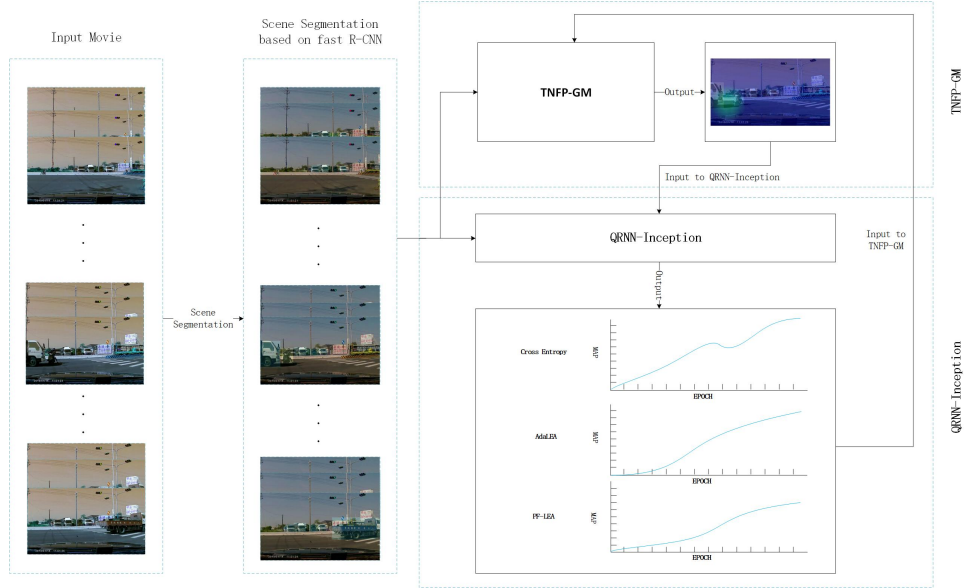 Input Movie
Scene Segmentation
based on fast R-CNN
Scene
Segmentation
TNFP-GM
Output
Input to QRNN-Inception
QRNN-Inception
Output
Input to
TNFP-GM
Cross Entropy
MAP
EPOCH
AdaLEA
MAP
EPOCH
PF-LEA
MAP
EPOCH
TNFP-GM
QRNN-Inception